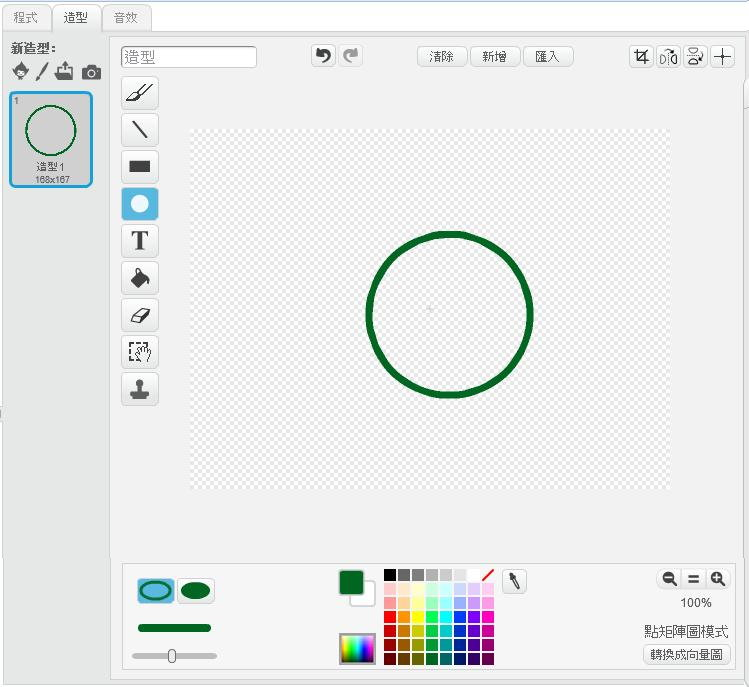 程式 造型 音效
新造型：
造型
清除 新增 匯入
1
造型1
168x167
T
100%
點矩陣圖模式
轉換成向量圖